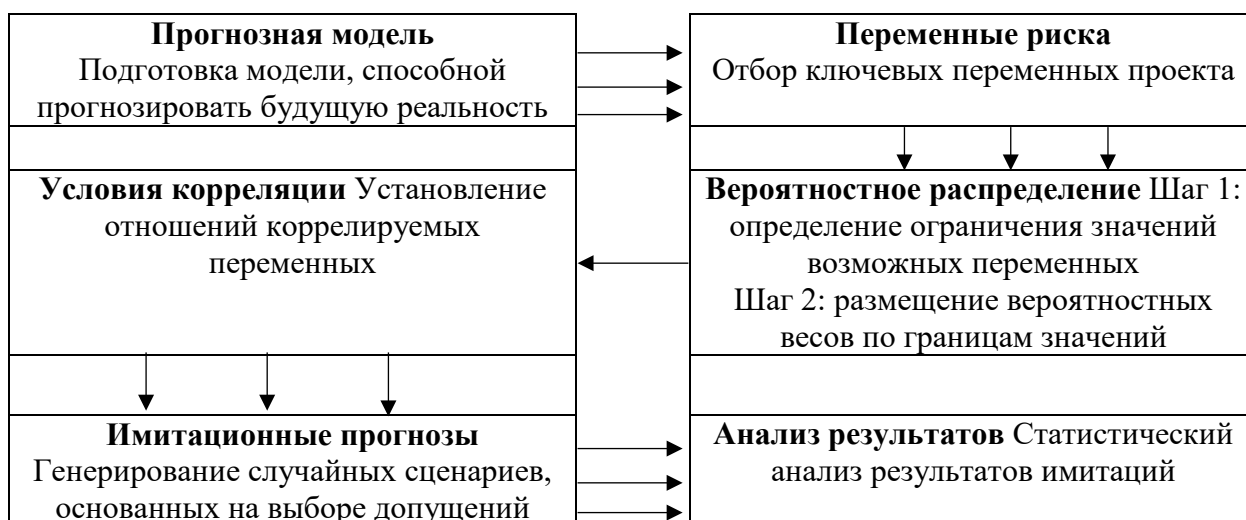 Прогнозная модель
Подготовка модели, способной
прогнозировать будущую реальность
Переменные риска
Отбор ключевых переменных проекта
Условия корреляции Установление
отношений коррелируемых
переменных
Вероятностное распределение Шаг 1:
определение ограничения значений
возможных переменных
Шаг 2: размещение вероятностных
весов по границам значений
Имитационные прогнозы
Генерирование случайных сценариев,
основанных на выборе допущений
Анализ результатов Статистический
анализ результатов имитаций